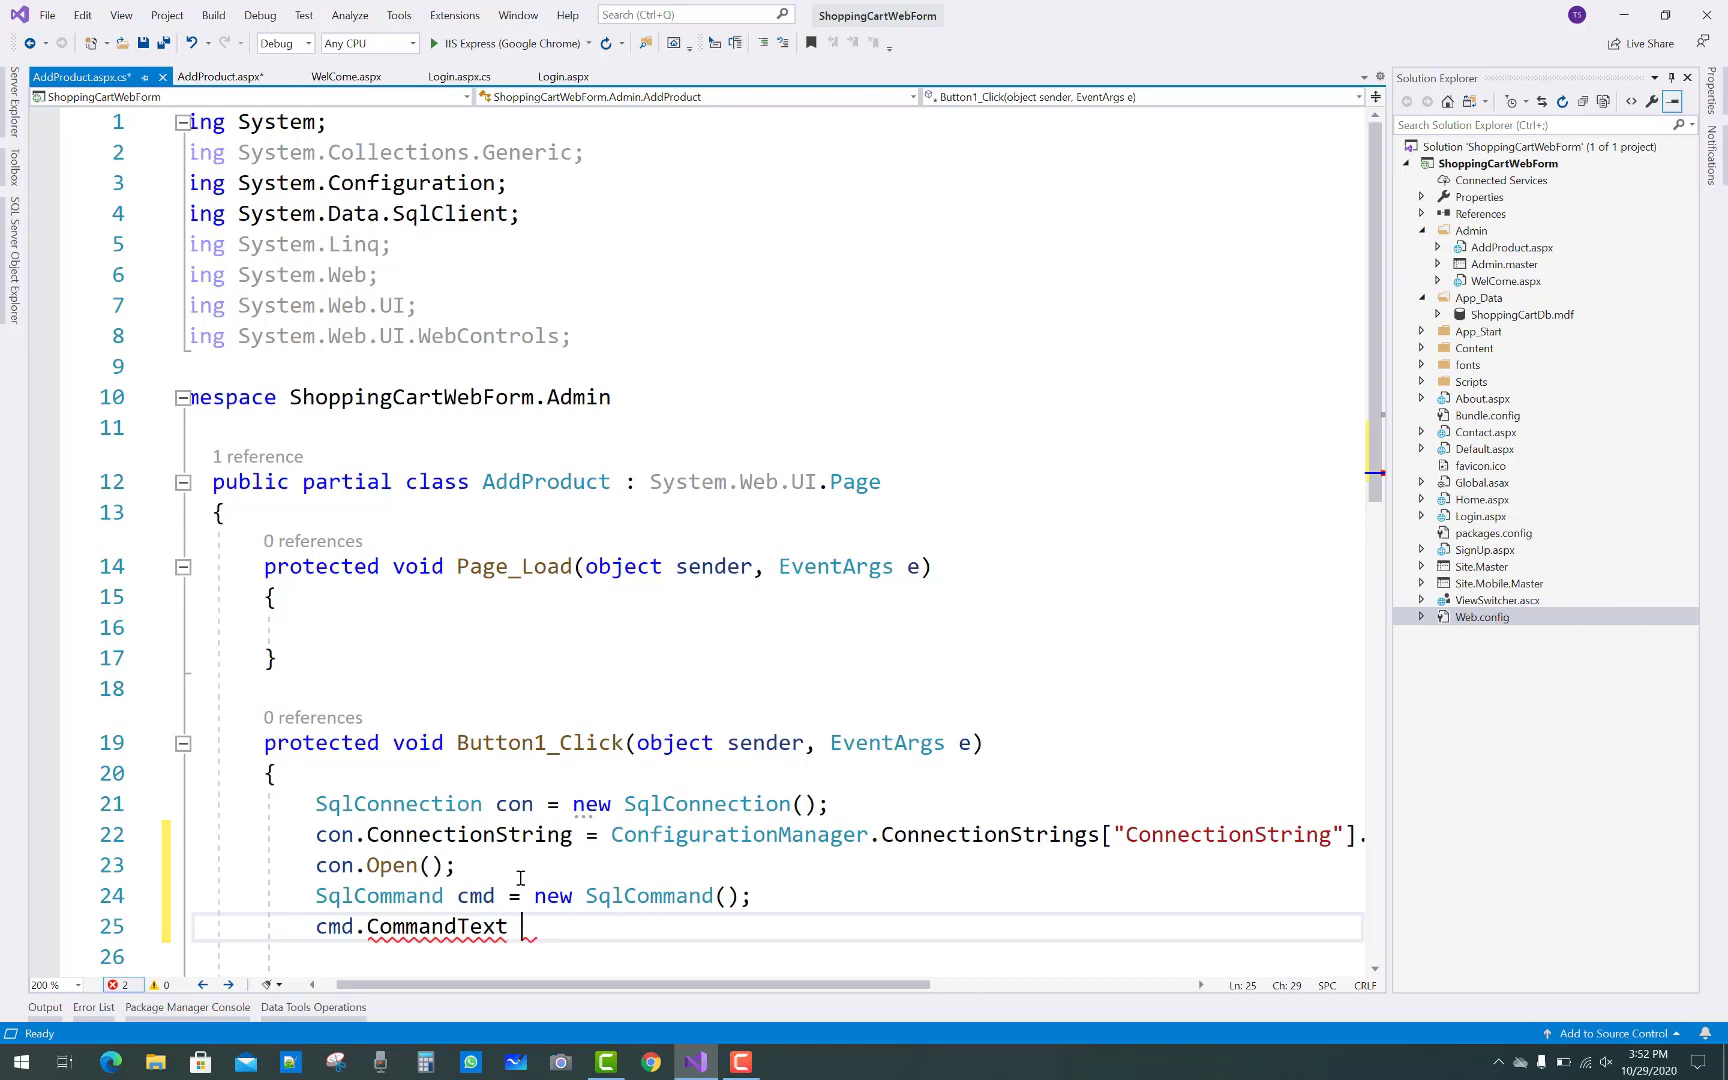 File Edit View Project Build Debug Test Analyze Tools Extensions Window Help Search (Ctrl+Q) ShoppingCartWebForm TS
Debug Any CPU IIS Express (Google Chrome) Live Share
AddProduct.aspx.cs* AddProduct.aspx* WelCome.aspx Login.aspx.cs Login.aspx
ShoppingCartWebForm ShoppingCartWebForm.Admin.AddProduct Button1_Click(object sender, EventArgs e)
Server Explorer
Toolbox
SQL Server Object Explorer
1 ing System;
2 ing System.Collections.Generic;
3 ing System.Configuration;
4 ing System.Data.SqlClient;
5 ing System.Linq;
6 ing System.Web;
7 ing System.Web.UI;
8 ing System.Web.UI.WebControls;
9
10 mespace ShoppingCartWebForm.Admin
11
1 reference
12 public partial class AddProduct : System.Web.UI.Page
13 {
0 references
14 protected void Page_Load(object sender, EventArgs e)
15 {
16
17 }
18
0 references
19 protected void Button1_Click(object sender, EventArgs e)
20 {
21 SqlConnection con = new SqlConnection();
22 con.ConnectionString = ConfigurationManager.ConnectionStrings["ConnectionString"].
23 con.Open();
24 SqlCommand cmd = new SqlCommand();
25 cmd.CommandText
26
200 % 2 0 Ln: 25 Ch: 29 SPC CRLF
Output Error List Package Manager Console Data Tools Operations
Ready Add to Source Control
Solution Explorer
Search Solution Explorer (Ctrl+;)
Solution 'ShoppingCartWebForm' (1 of 1 project)
ShoppingCartWebForm
Connected Services
Properties
References
Admin
AddProduct.aspx
Admin.master
WelCome.aspx
App_Data
ShoppingCartDb.mdf
App_Start
Content
fonts
Scripts
About.aspx
Bundle.config
Contact.aspx
Default.aspx
favicon.ico
Global.asax
Home.aspx
Login.aspx
packages.config
SignUp.aspx
Site.Master
Site.Mobile.Master
ViewSwitcher.ascx
Web.config
Properties
Notifications
3:52 PM
10/29/2020